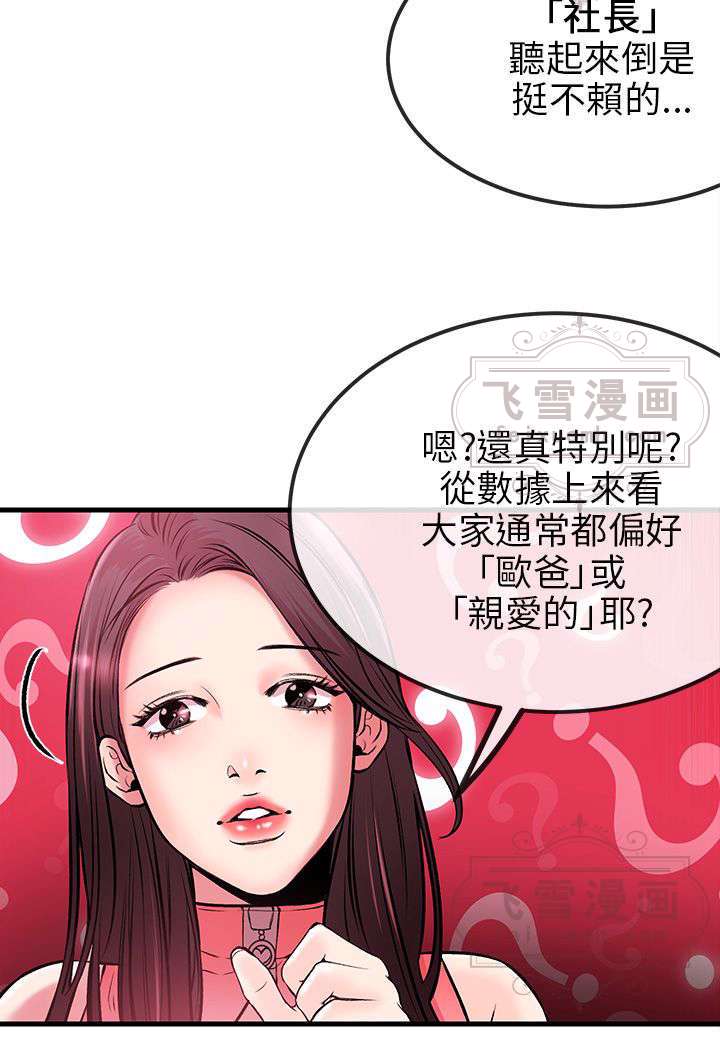 「社長」
聽起來倒是
挺不賴的...
飞雪漫画
嗯?還真特別呢?
從數據上來看
大家通常都偏好
「歐爸」或
「親愛的」耶?
飞雪漫画